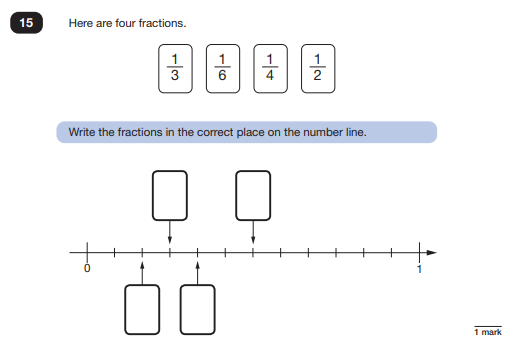 15 Here are four fractions.
1/3 1/6 1/4 1/2
Write the fractions in the correct place on the number line.
0 1
1 mark